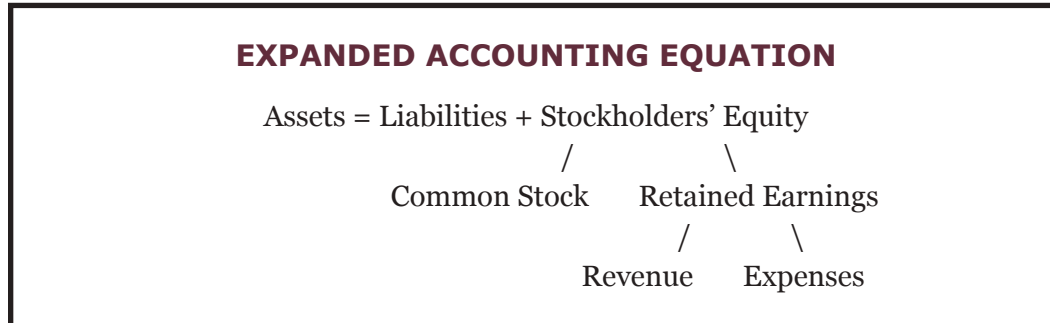 EXPANDED ACCOUNTING EQUATION
Assets = Liabilities + Stockholders’ Equity
/ \
Common Stock Retained Earnings
/ \
Revenue Expenses